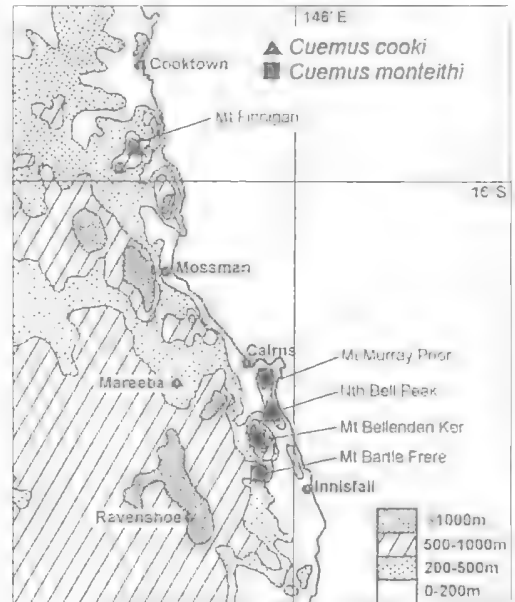 146° E
Cuemus cooki
Cuemus monteithi
Cooktown
Mt Finnigan
16° S
Mossman
Cairns
Mt Murray Prior
Mareeba
Nth Bell Peak
Mt Bellenden Ker
Mt Bartle Frere
Innisfail
Ravenshoe
>1000m
500-1000m
200-500m
0-200m